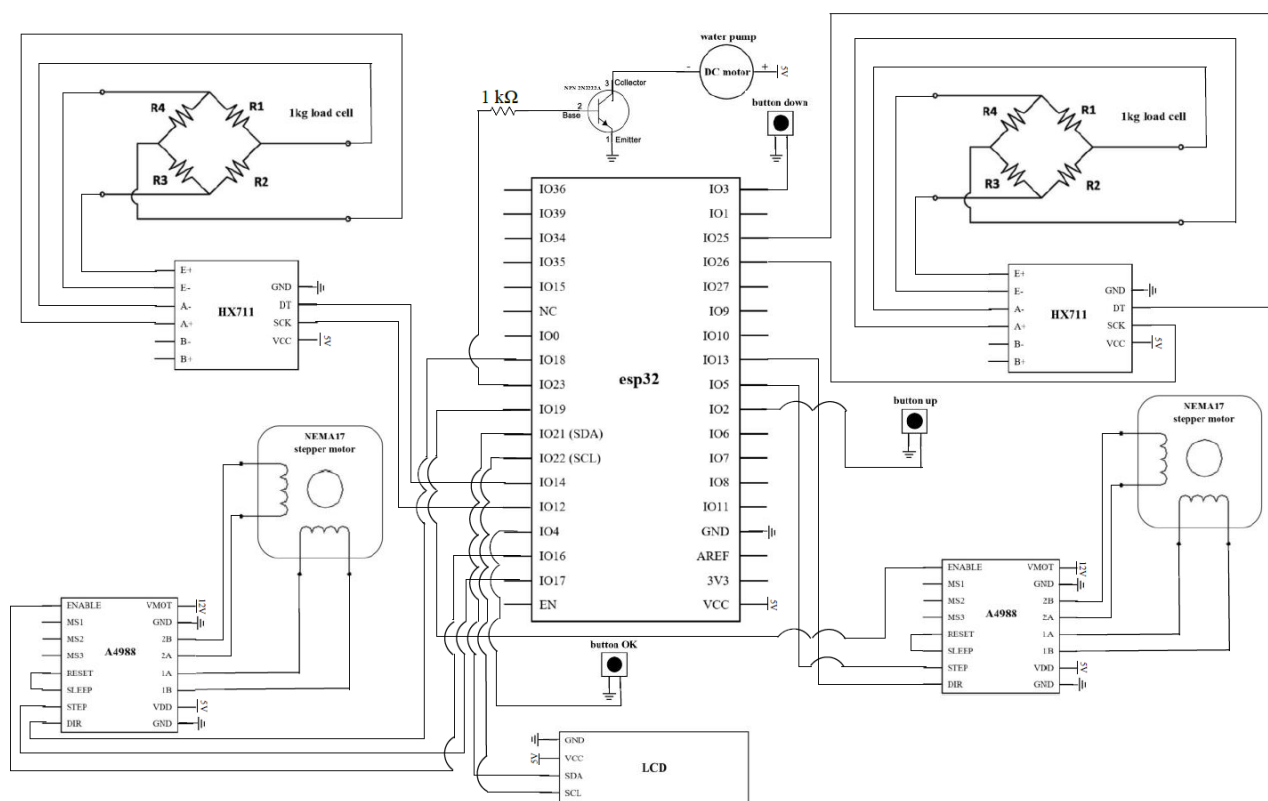 water pump
DC motor
-
+
5V
NPN 2N2222A
3
Collector
2
Base
1
Emitter
1 kΩ
button down
R4
R1
R3
R2
1kg load cell
E+
E-
A-
A+
B-
B+
HX711
GND
DT
SCK
VCC
5V
esp32
IO36
IO39
IO34
IO35
IO15
NC
IO0
IO18
IO23
IO19
IO21 (SDA)
IO22 (SCL)
IO14
IO12
IO4
IO16
IO17
EN
IO3
IO1
IO25
IO26
IO27
IO9
IO10
IO13
IO5
IO2
IO6
IO7
IO8
IO11
GND
AREF
3V3
VCC
5V
R4
R1
R3
R2
1kg load cell
E+
E-
A-
A+
B-
B+
HX711
GND
DT
SCK
VCC
5V
button up
NEMA17
stepper motor
ENABLE
MS1
MS2
MS3
RESET
SLEEP
STEP
DIR
A4988
VMOT
GND
2B
2A
1A
1B
VDD
GND
12V
5V
NEMA17
stepper motor
ENABLE
MS1
MS2
MS3
RESET
SLEEP
STEP
DIR
A4988
VMOT
GND
2B
2A
1A
1B
VDD
GND
12V
5V
button OK
GND
VCC
SDA
SCL
LCD
5V